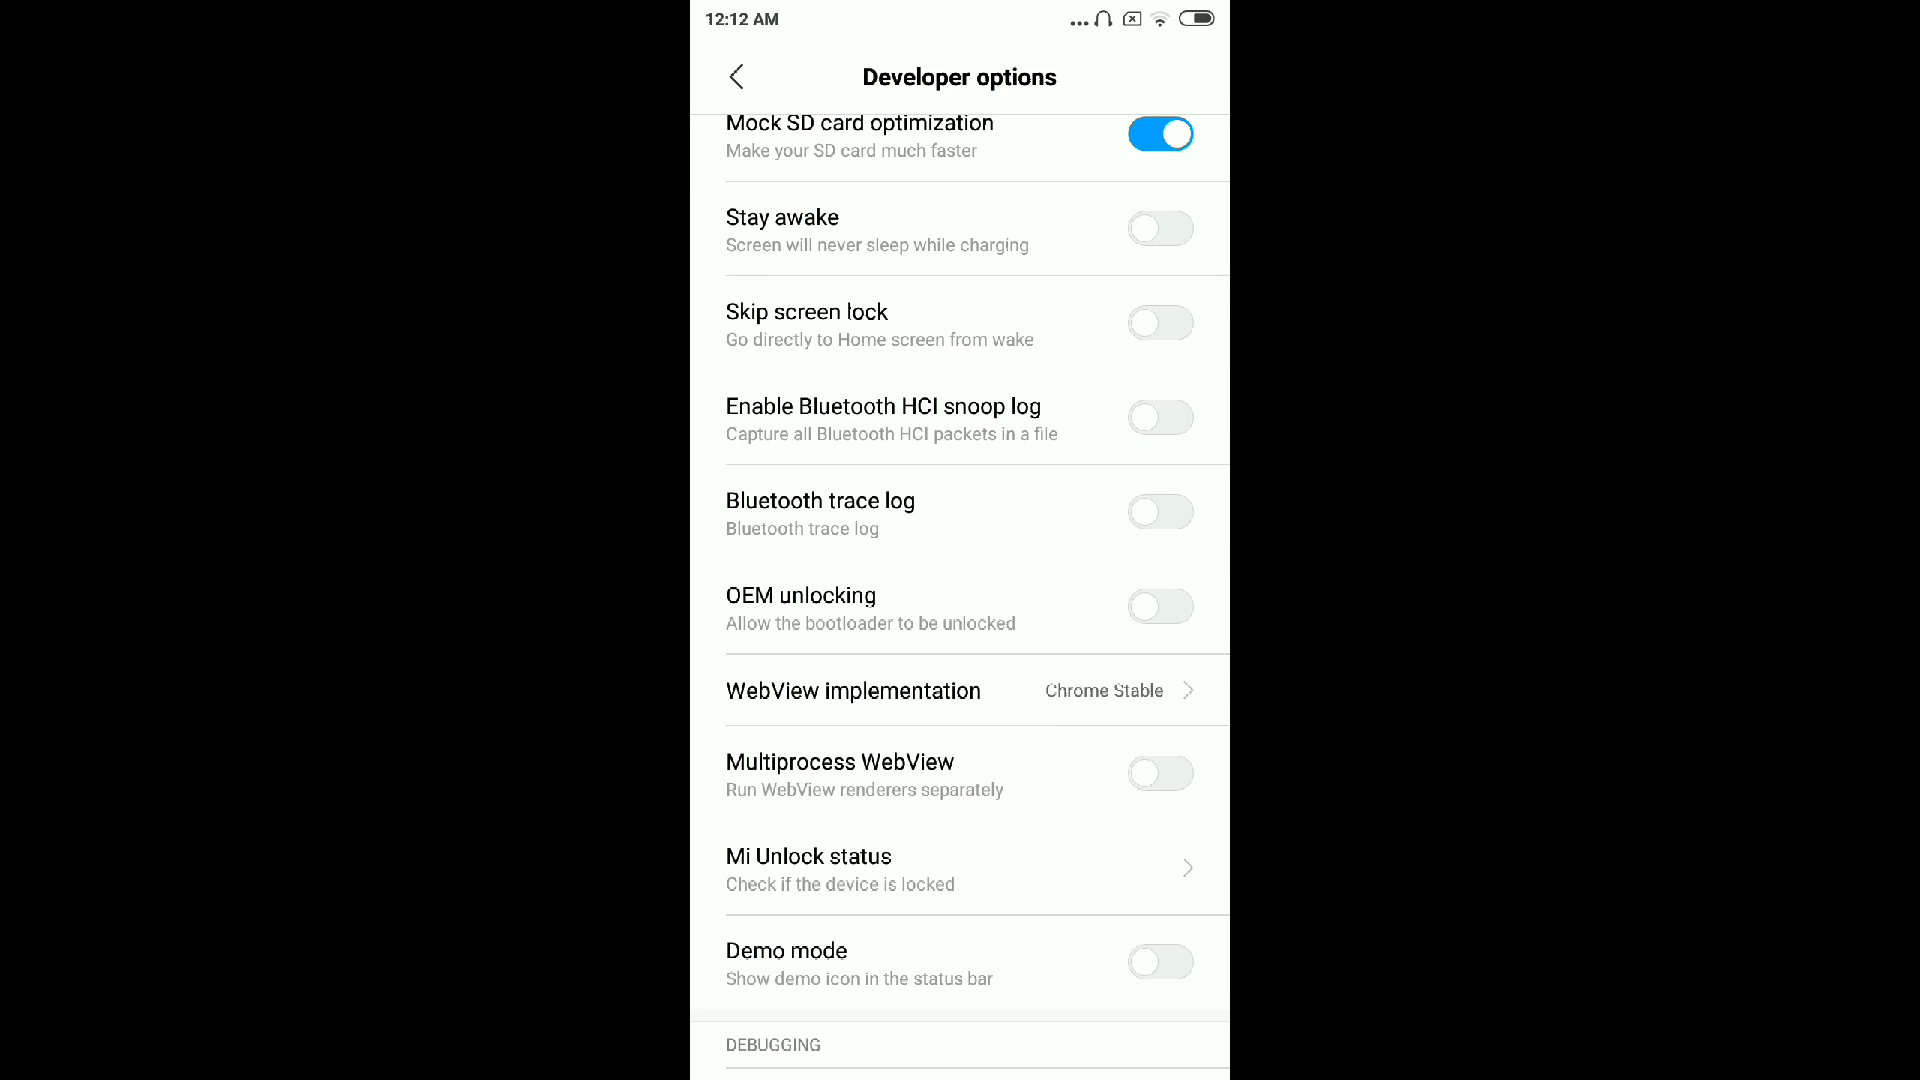 12:12 AM
Developer options
Mock SD card optimization
Make your SD card much faster
Stay awake
Screen will never sleep while charging
Skip screen lock
Go directly to Home screen from wake
Enable Bluetooth HCI snoop log
Capture all Bluetooth HCI packets in a file
Bluetooth trace log
Bluetooth trace log
OEM unlocking
Allow the bootloader to be unlocked
WebView implementation Chrome Stable
Multiprocess WebView
Run WebView renderers separately
Mi Unlock status
Check if the device is locked
Demo mode
Show demo icon in the status bar
DEBUGGING